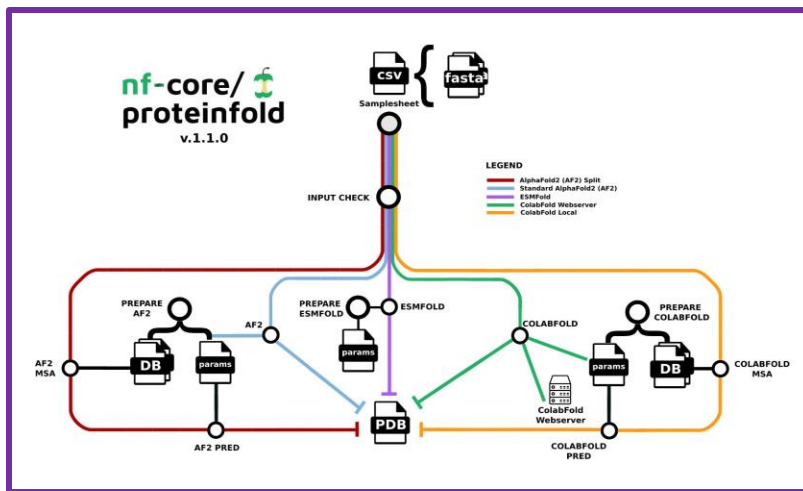 nf-core/
proteinfold
v.1.1.0
csv
Samplesheet
fasta
INPUT CHECK
LEGEND
AlphaFold2 (AF2) Split
Standard AlphaFold2 (AF2)
ESMFold
ColabFold Webserver
ColabFold Local
PREPARE
AF2
DB
params
AF2
AF2
MSA
AF2 PRED
PREPARE
ESMFOLD
params
ESMFOLD
PDB
COLABFOLD
ColabFold
Webserver
PREPARE
COLABFOLD
params
DB
COLABFOLD
MSA
COLABFOLD
PRED